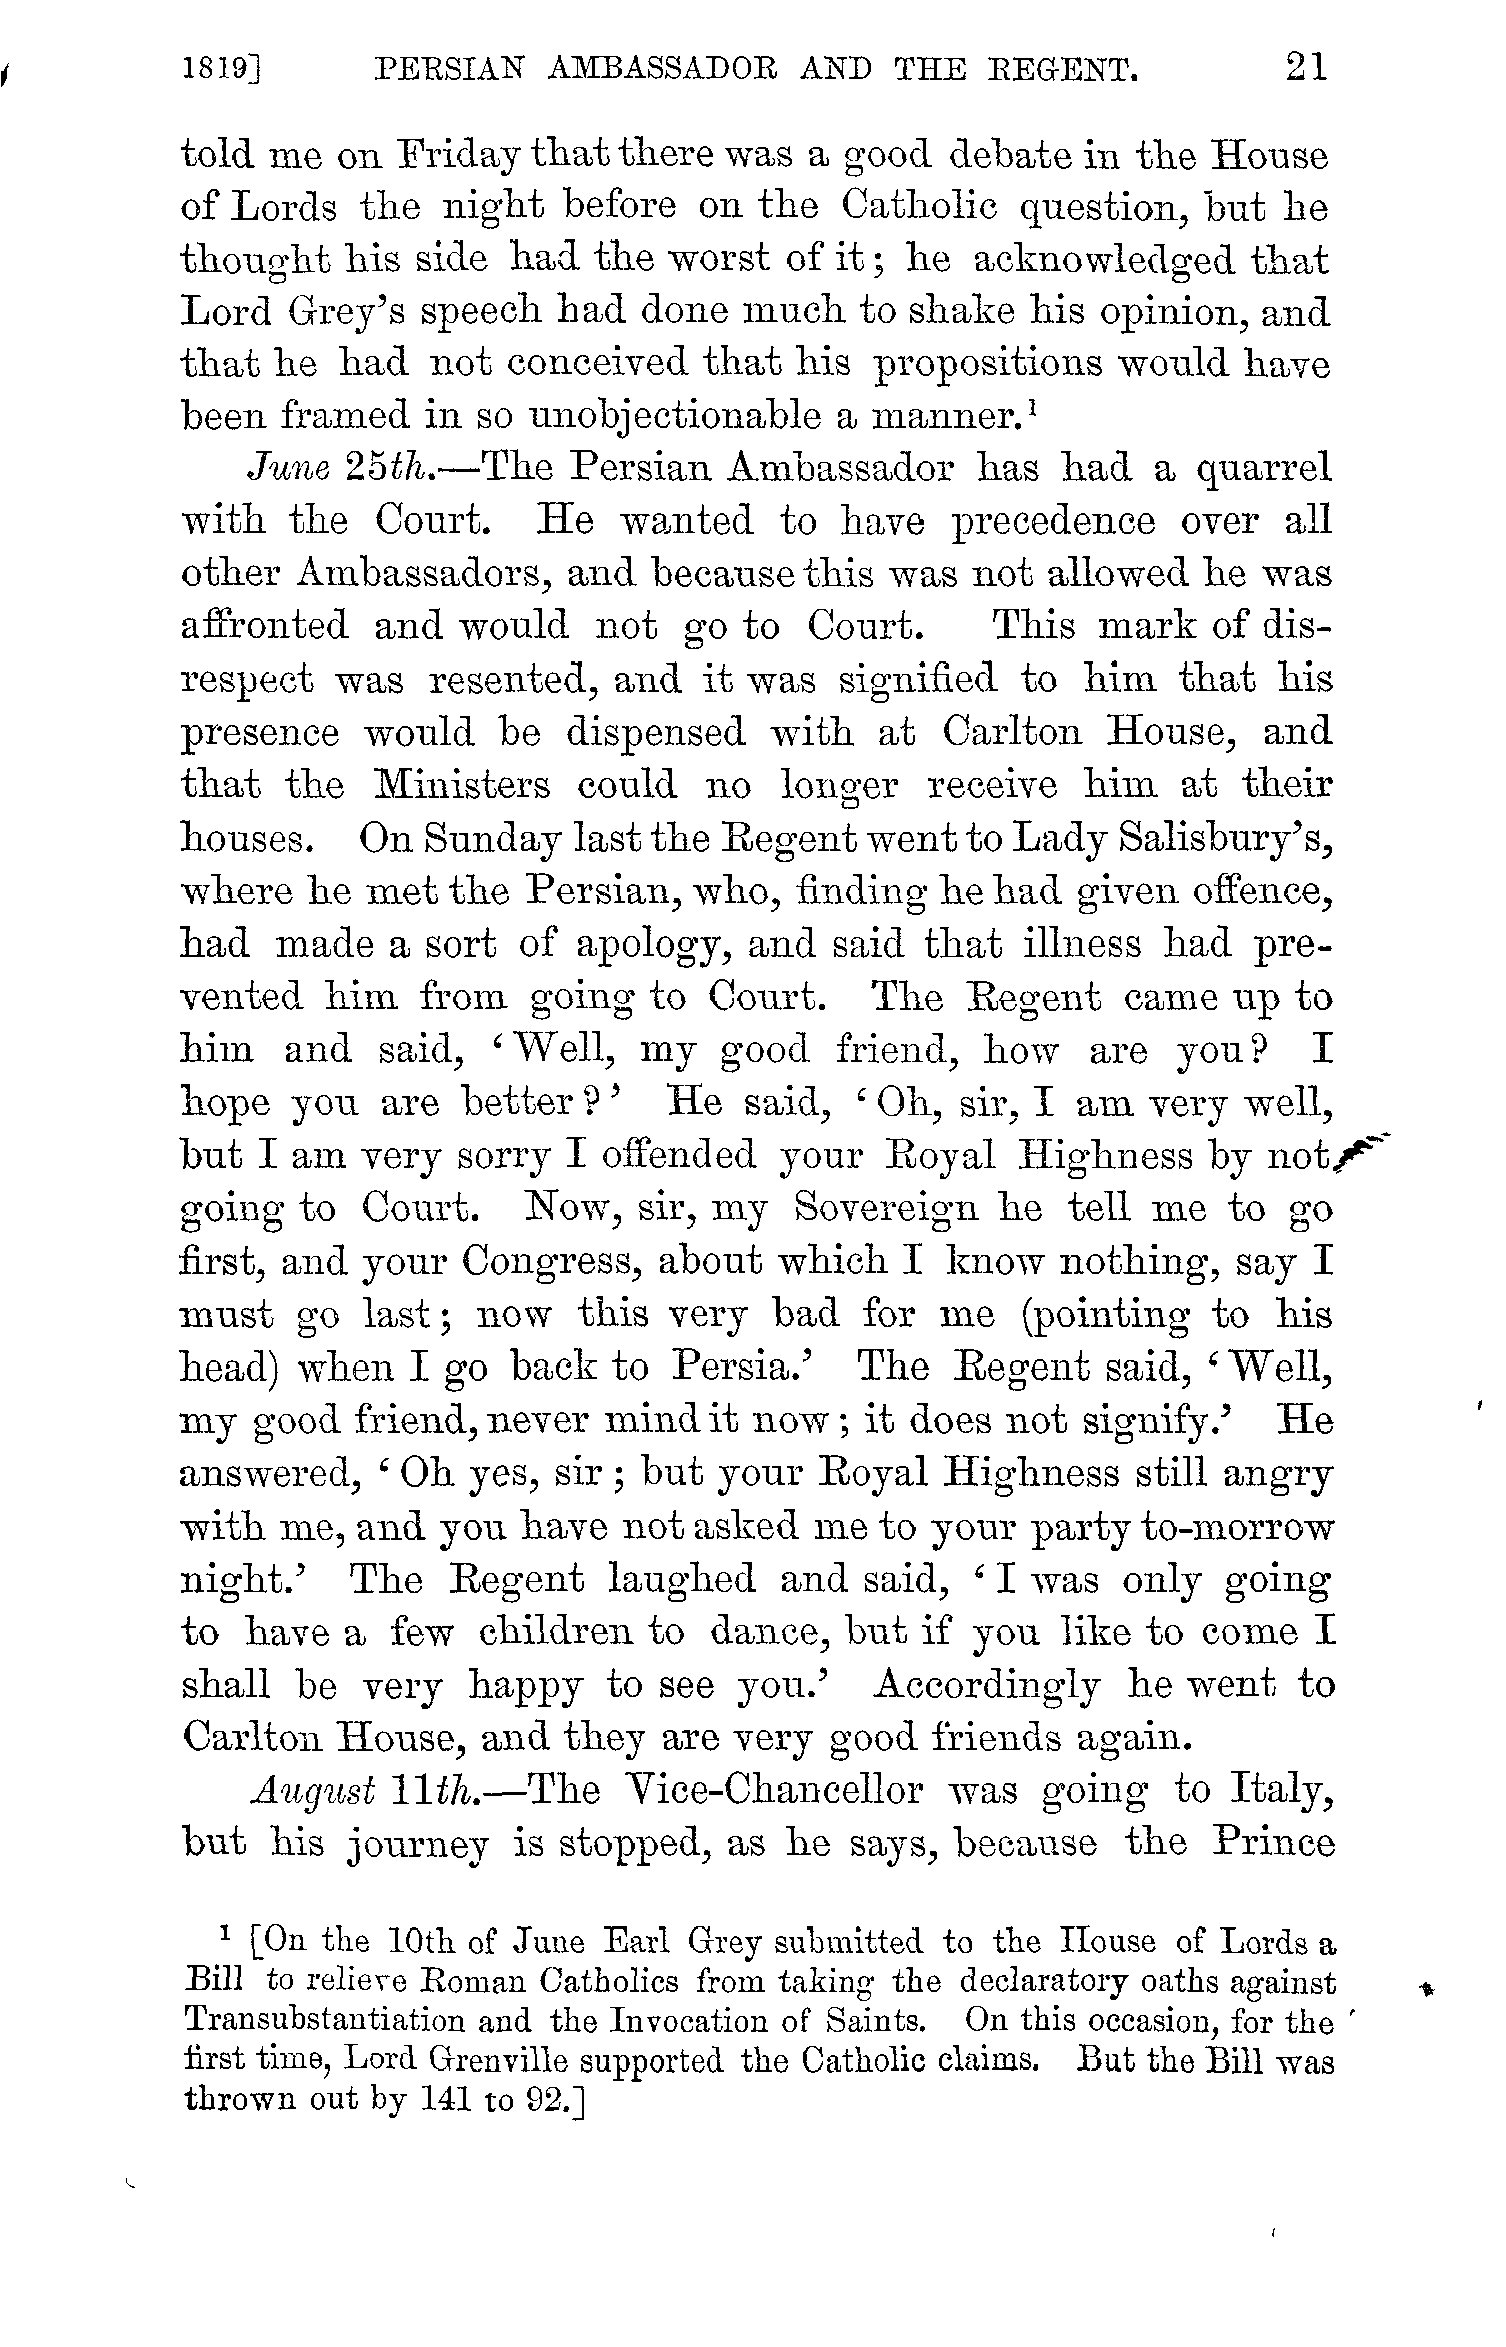 1819] PERSIAN AMBASSADOR AND THE REGENT. 21
told me on Friday that there was a good debate in the House
of Lords the night before on the Catholic question, but he
thought his side had the worst of it; he acknowledged that
Lord Grey's speech had done much to shake his opinion, and
that he had not conceived that his propositions would have
been framed in so unobjectionable a manner.¹
June 25th.—The Persian Ambassador has had a quarrel
with the Court. He wanted to have precedence over all
other Ambassadors, and because this was not allowed he was
affronted and would not go to Court. This mark of dis-
respect was resented, and it was signified to him that his
presence would be dispensed with at Carlton House, and
that the Ministers could no longer receive him at their
houses. On Sunday last the Regent went to Lady Salisbury's,
where he met the Persian, who, finding he had given offence,
had made a sort of apology, and said that illness had pre-
vented him from going to Court. The Regent came up to
him and said, 'Well, my good friend, how are you? I
hope you are better?' He said, 'Oh, sir, I am very well,
but I am very sorry I offended your Royal Highness by not
going to Court. Now, sir, my Sovereign he tell me to go
first, and your Congress, about which I know nothing, say I
must go last; now this very bad for me (pointing to his
head) when I go back to Persia.' The Regent said, 'Well,
my good friend, never mind it now; it does not signify.' He
answered, 'Oh yes, sir; but your Royal Highness still angry
with me, and you have not asked me to your party to-morrow
night.' The Regent laughed and said, 'I was only going
to have a few children to dance, but if you like to come I
shall be very happy to see you.' Accordingly he went to
Carlton House, and they are very good friends again.
August 11th.—The Vice-Chancellor was going to Italy,
but his journey is stopped, as he says, because the Prince
¹ [On the 10th of June Earl Grey submitted to the House of Lords a
Bill to relieve Roman Catholics from taking the declaratory oaths against
Transubstantiation and the Invocation of Saints. On this occasion, for the
first time, Lord Grenville supported the Catholic claims. But the Bill was
thrown out by 141 to 92.]